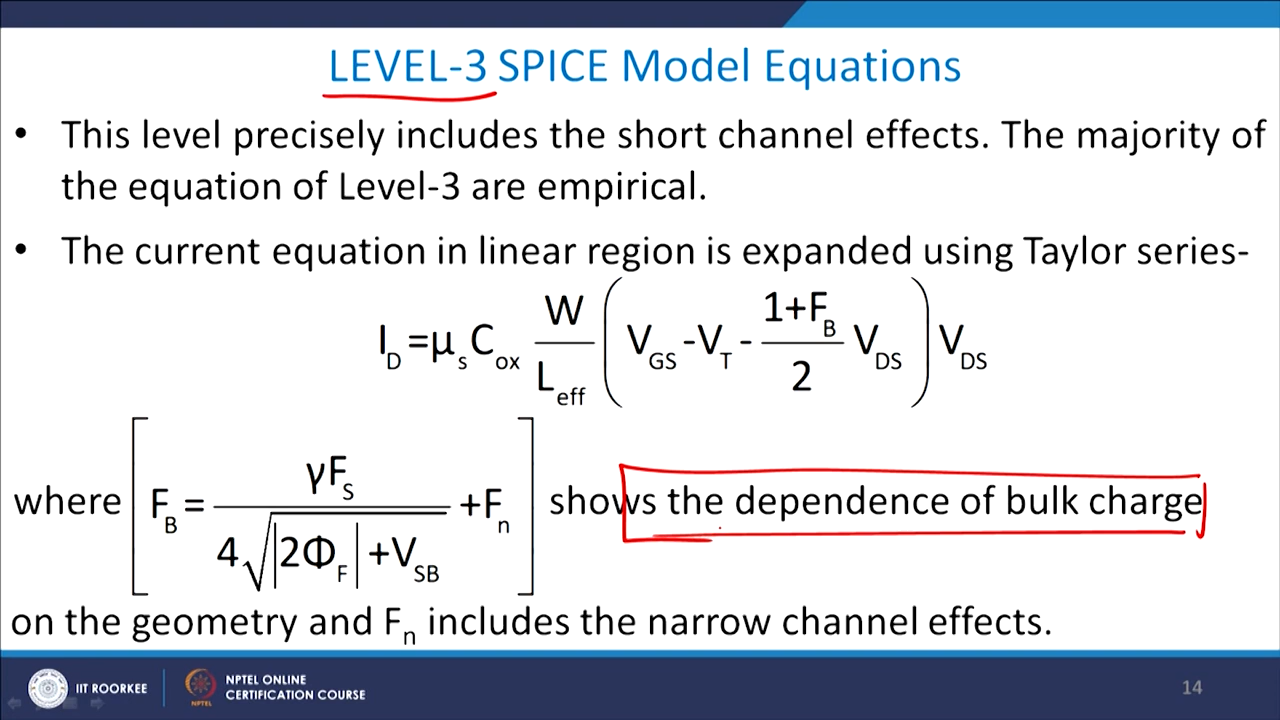 LEVEL-3 SPICE Model Equations
• This level precisely includes the short channel effects. The majority of
the equation of Level-3 are empirical.
• The current equation in linear region is expanded using Taylor series-
I_D=μ_sC_ox W/L_eff (V_GS-V_T-(1+F_B)/2 V_DS)V_DS
where [F_B=γF_S/(4√(|2Φ_F|+V_SB))+F_n] shows the dependence of bulk charge
on the geometry and F_n includes the narrow channel effects.
IIT ROORKEE
NPTEL
NPTEL ONLINE
CERTIFICATION COURSE
14